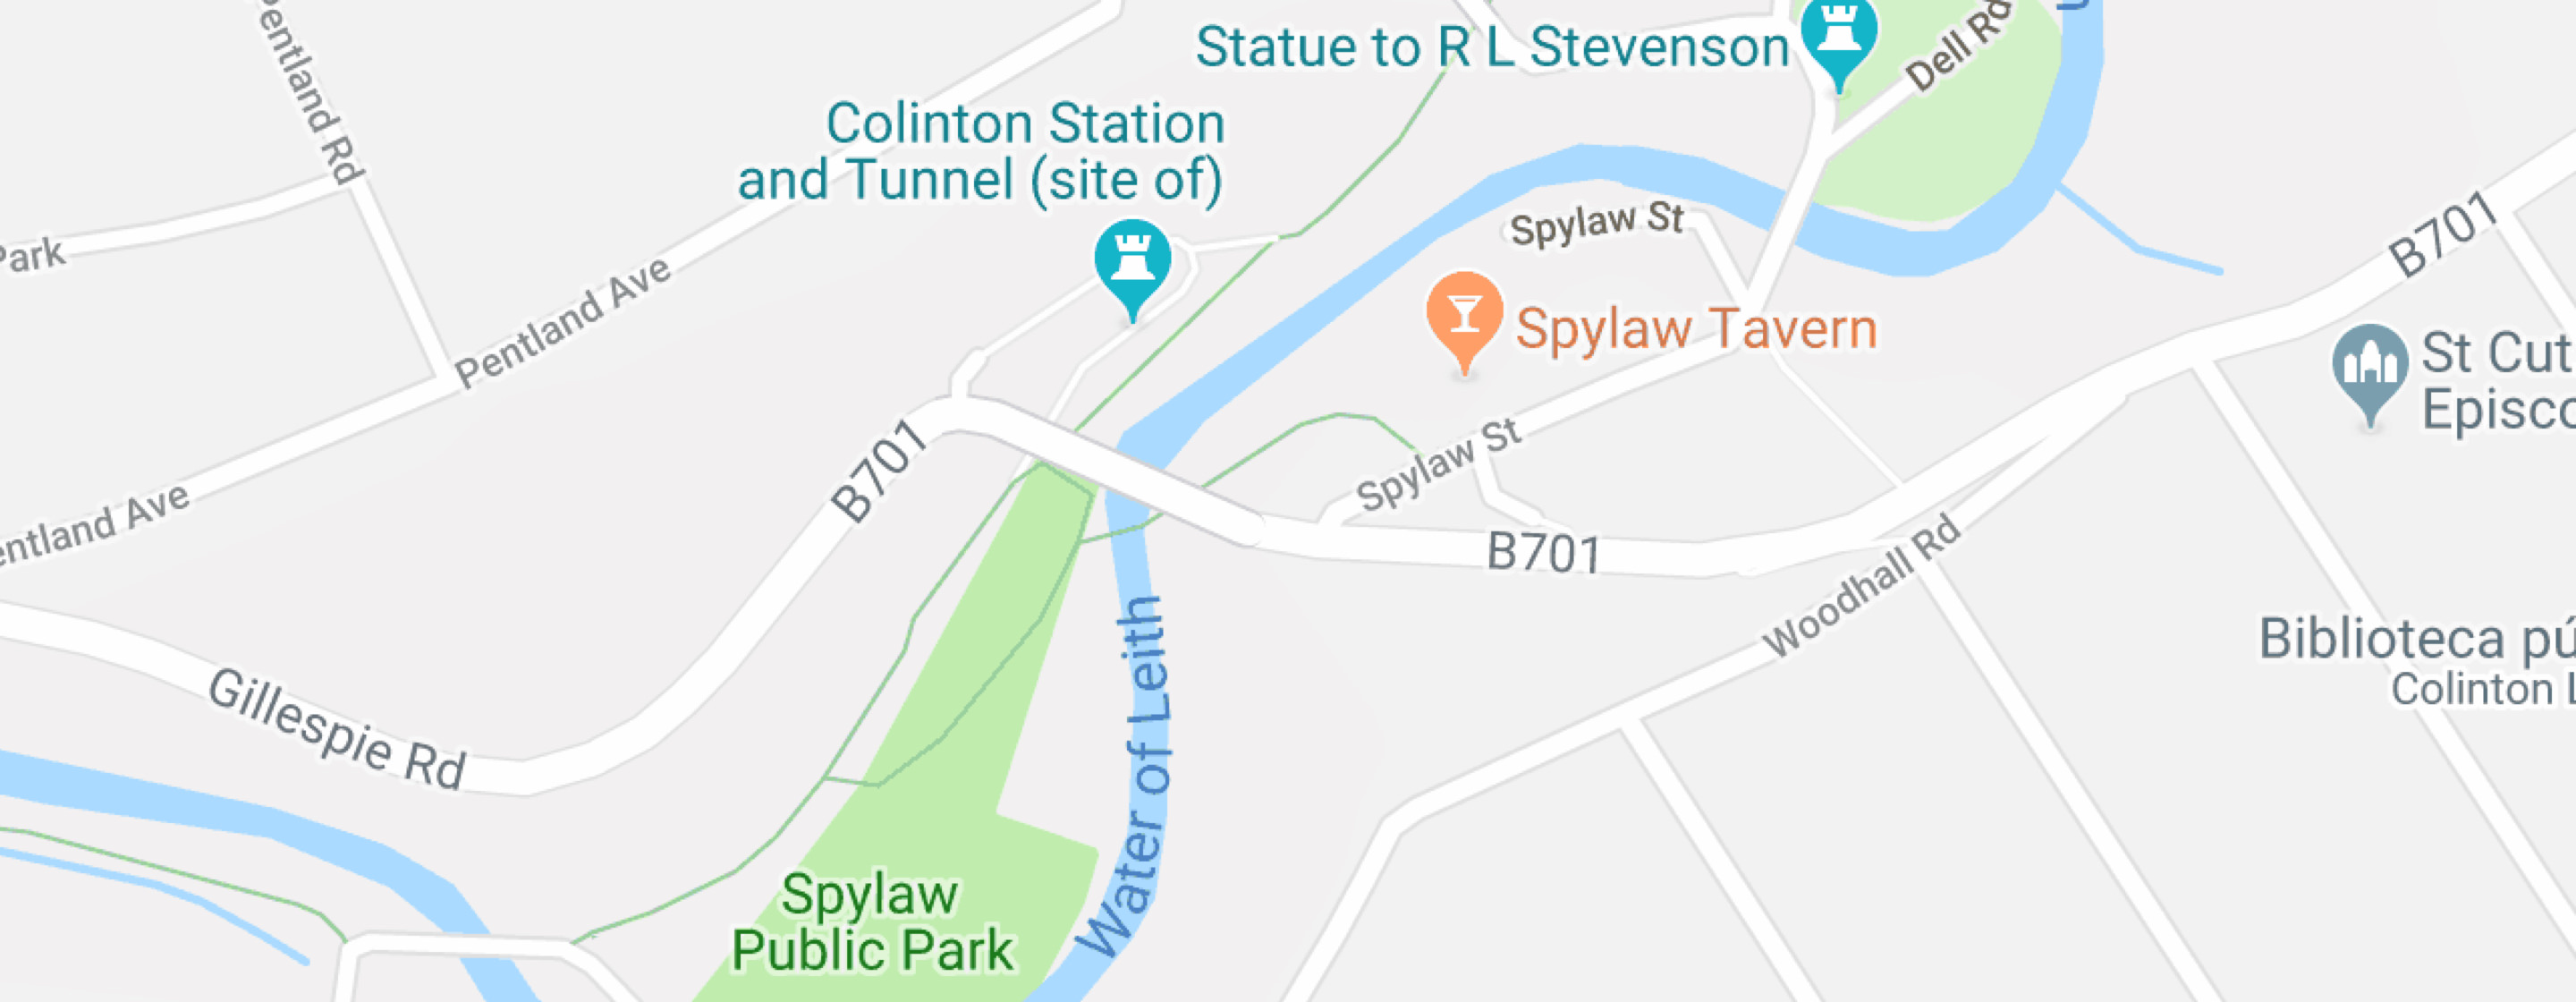 Pentland Rd
Statue to R L Stevenson
Dell Rd
Colinton Station
and Tunnel (site of)
Park
Spylaw St
B701
Pentland Ave
Spylaw Tavern
St Cut
Episco
B701
Spylaw St
entland Ave
B701
Woodhall Rd
Water of Leith
Biblioteca pú
Colinton L
Gillespie Rd
Spylaw
Public Park